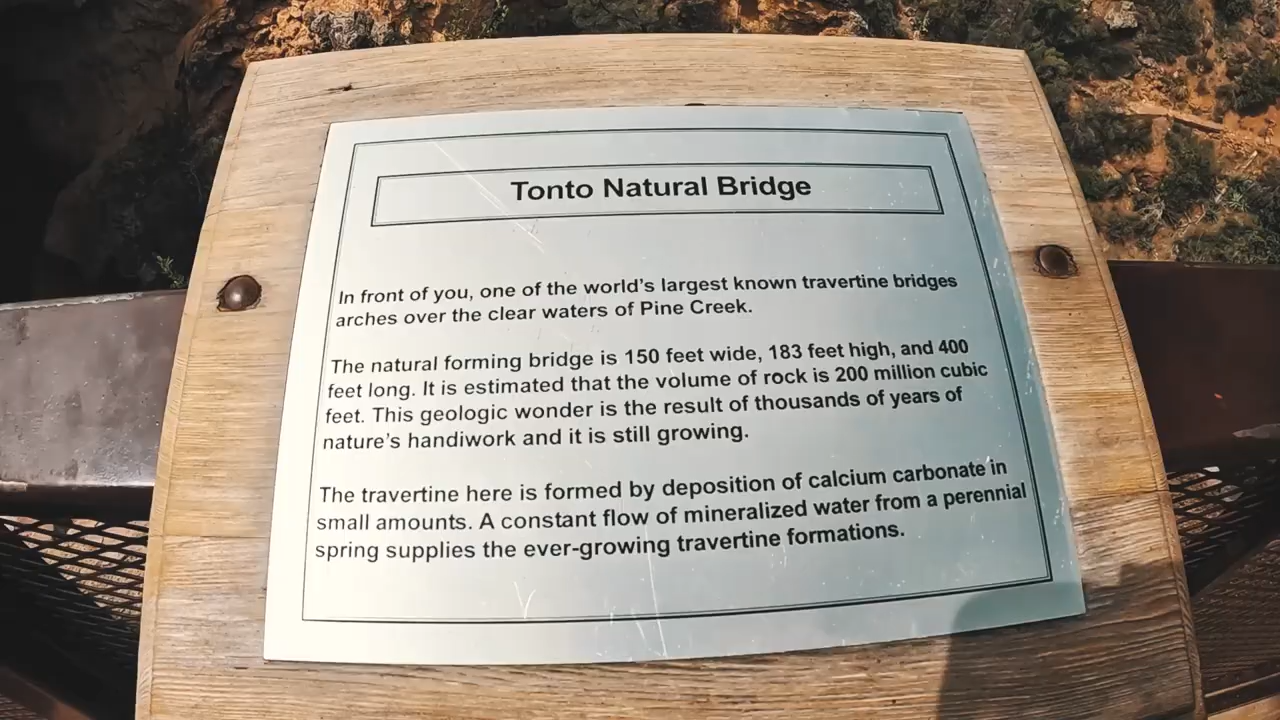 Tonto Natural Bridge
In front of you, one of the world's largest known travertine bridges
arches over the clear waters of Pine Creek.
The natural forming bridge is 150 feet wide, 183 feet high, and 400
feet long. It is estimated that the volume of rock is 200 million cubic
feet. This geologic wonder is the result of thousands of years of
nature's handiwork and it is still growing.
The travertine here is formed by deposition of calcium carbonate in
small amounts. A constant flow of mineralized water from a perennial
spring supplies the ever-growing travertine formations.